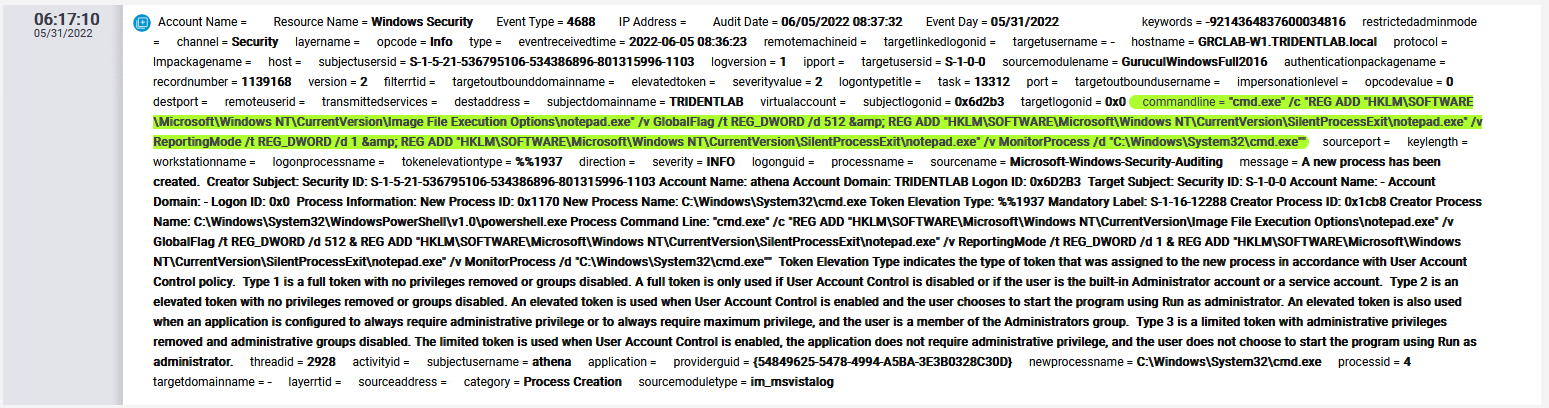 06:17:10
05/31/2022
Account Name = Resource Name = Windows Security Event Type = 4688 IP Address = Audit Date = 06/05/2022 08:37:32 Event Day = 05/31/2022 keywords = -9214364837600034816 restrictedadminmode
= channel = Security layername = opcode = Info type = eventreceivedtime = 2022-06-05 08:36:23 remotemachineid = targetlinkedlogonid = targetusername = - hostname = GRCLAB-W1.TRIDENTLAB.local protocol =
lmpackagename = host = subjectusersid = S-1-5-21-536795106-534386896-801315996-1103 logversion = 1 ipport = targetusersid = S-1-0-0 sourcemodulename = GuruculWindowsFull2016 authenticationpackagename =
recordnumber = 1139168 version = 2 filterrtid = targetoutbounddomainname = elevatedtoken = severityvalue = 2 logontypetitle = task = 13312 port = targetoutboundusername = impersonationlevel = opcodevalue = 0
destport = remoteuserid = transmittedservices = destaddress = subjectdomainname = TRIDENTLAB virtualaccount = subjectlogonid = 0x6d2b3 targetlogonid = 0x0 commandline = "cmd.exe" /c "REG ADD "HKLM\SOFTWARE
\Microsoft\Windows NT\CurrentVersion\Image File Execution Options\notepad.exe" /v GlobalFlag /t REG_DWORD /d 512 &amp; REG ADD "HKLM\SOFTWARE\Microsoft\Windows NT\CurrentVersion\SilentProcessExit\notepad.exe" /v
ReportingMode /t REG_DWORD /d 1 &amp; REG ADD "HKLM\SOFTWARE\Microsoft\Windows NT\CurrentVersion\SilentProcessExit\notepad.exe" /v MonitorProcess /d "C:\Windows\System32\cmd.exe"" sourceport = keylength =
workstationname = logonprocessname = tokenelevationtype = %%1937 direction = severity = INFO logonguid = processname = sourcename = Microsoft-Windows-Security-Auditing message = A new process has been
created. Creator Subject: Security ID: S-1-5-21-536795106-534386896-801315996-1103 Account Name: athena Account Domain: TRIDENTLAB Logon ID: 0x6D2B3 Target Subject: Security ID: S-1-0-0 Account Name: - Account
Domain: - Logon ID: 0x0 Process Information: New Process ID: 0x1170 New Process Name: C:\Windows\System32\cmd.exe Token Elevation Type: %%1937 Mandatory Label: S-1-16-12288 Creator Process ID: 0x1cb8 Creator Process
Name: C:\Windows\System32\WindowsPowerShell\v1.0\powershell.exe Process Command Line: "cmd.exe" /c "REG ADD "HKLM\SOFTWARE\Microsoft\Windows NT\CurrentVersion\Image File Execution Options\notepad.exe" /v
GlobalFlag /t REG_DWORD /d 512 & REG ADD "HKLM\SOFTWARE\Microsoft\Windows NT\CurrentVersion\SilentProcessExit\notepad.exe" /v ReportingMode /t REG_DWORD /d 1 & REG ADD "HKLM\SOFTWARE\Microsoft\Windows
NT\CurrentVersion\SilentProcessExit\notepad.exe" /v MonitorProcess /d "C:\Windows\System32\cmd.exe"" Token Elevation Type indicates the type of token that was assigned to the new process in accordance with User Account
Control policy. Type 1 is a full token with no privileges removed or groups disabled. A full token is only used if User Account Control is disabled or if the user is the built-in Administrator account or a service account. Type 2 is an
elevated token with no privileges removed or groups disabled. An elevated token is used when User Account Control is enabled and the user chooses to start the program using Run as administrator. An elevated token is also used
when an application is configured to always require administrative privilege or to always require maximum privilege, and the user is a member of the Administrators group. Type 3 is a limited token with administrative privileges
removed and administrative groups disabled. The limited token is used when User Account Control is enabled, the application does not require administrative privilege, and the user does not choose to start the program using Run as
administrator. threadid = 2928 activityid = subjectusername = athena application = providerguid = {54849625-5478-4994-A5BA-3E3B0328C30D} newprocessname = C:\Windows\System32\cmd.exe processid = 4
targetdomainname = - layerrtid = sourceaddress = category = Process Creation sourcemoduletype = im_msvistalog